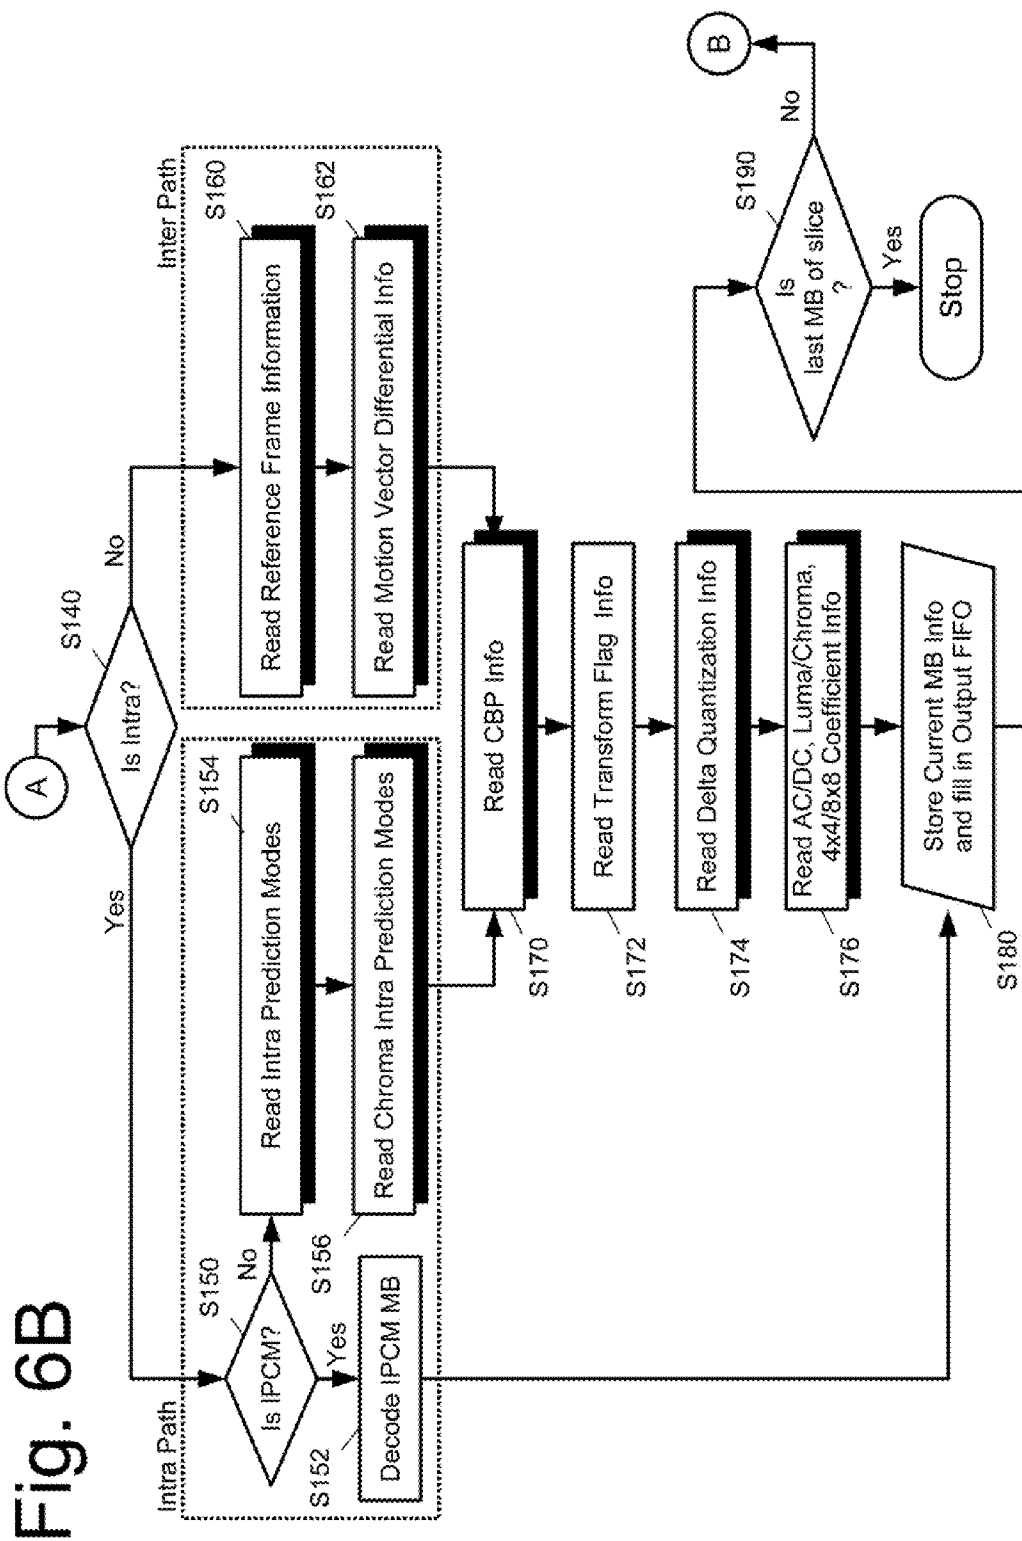 Fig. 6B
A
Is Intra?
S140
Yes
No
Intra Path
Is IPCM?
S150
No
Yes
S152
Decode IPCM MB
S154
Read Intra Prediction Modes
S156
Read Chroma Intra Prediction Modes
Inter Path
S160
Read Reference Frame Information
S162
Read Motion Vector Differential Info
Read CBP Info
S170
Read Transform Flag Info
S172
Read Delta Quantization Info
S174
Read AC/DC, Luma/Chroma,
4x4/8x8 Coefficient Info
S176
Store Current MB Info
and fill in Output FIFO
S180
Is
last MB of slice
?
S190
No
B
Yes
Stop